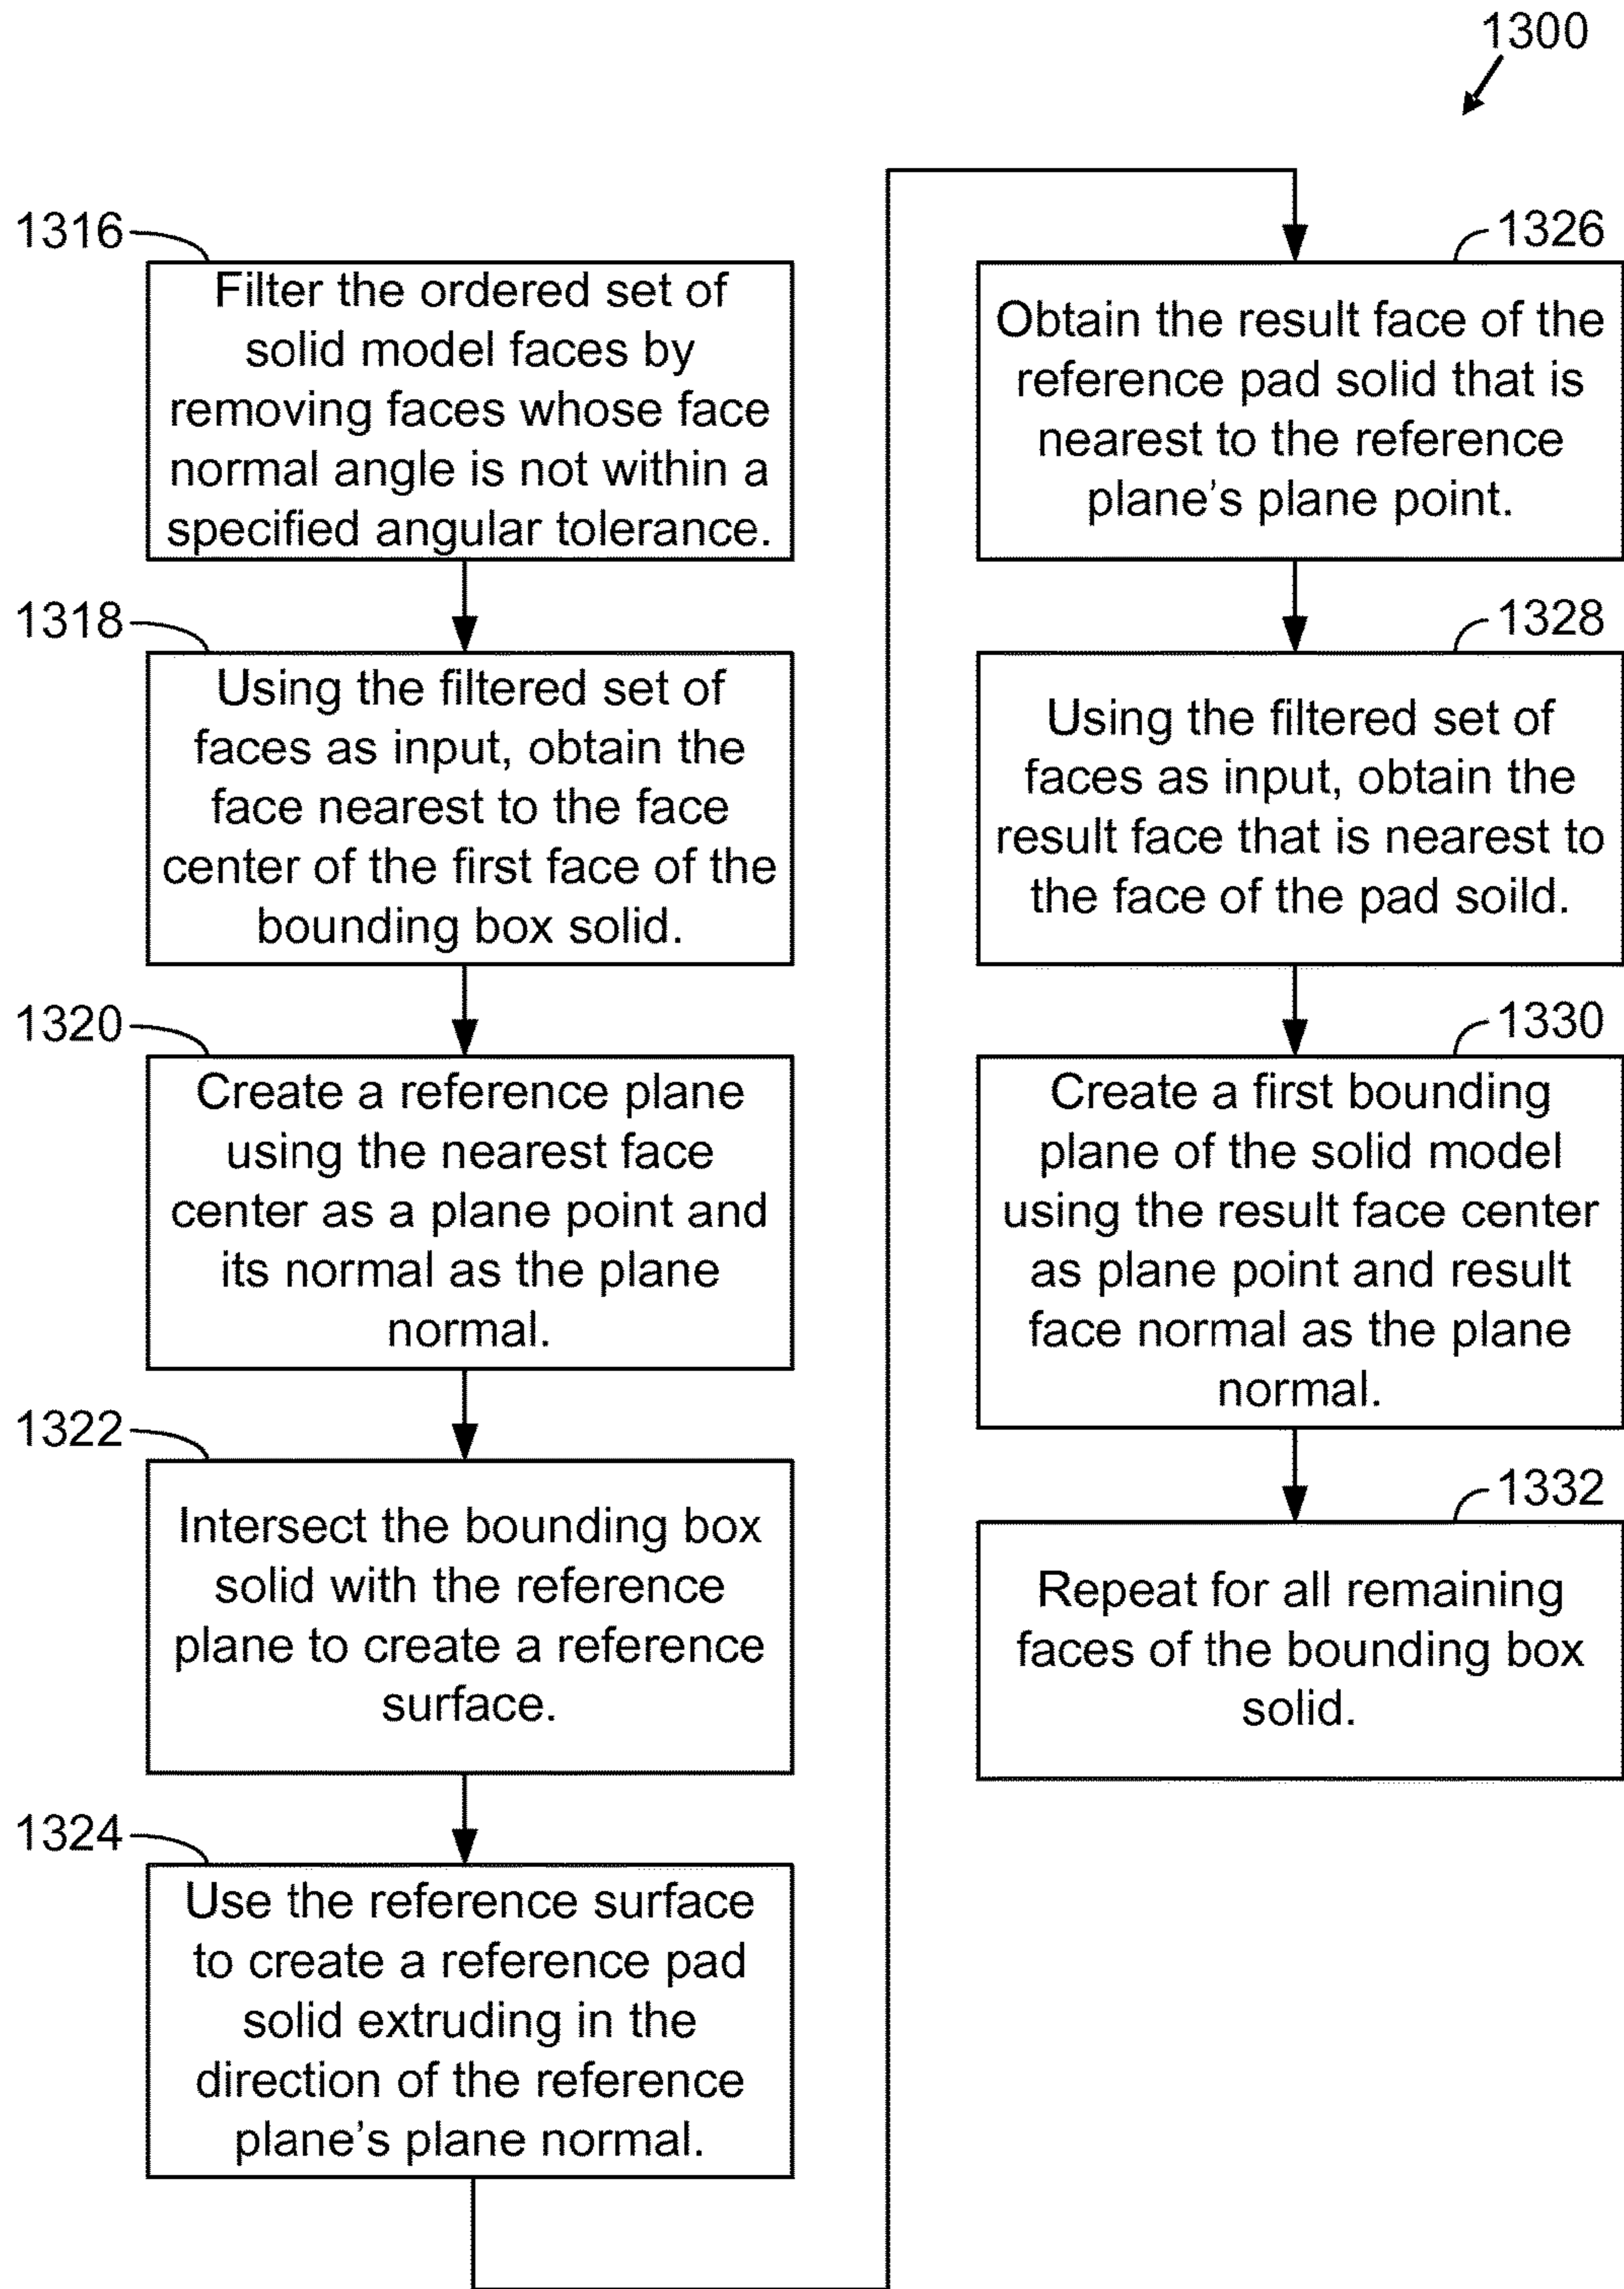 1300
1316
Filter the ordered set of
solid model faces by
removing faces whose face
normal angle is not within a
specified angular tolerance.
1318
Using the filtered set of
faces as input, obtain the
face nearest to the face
center of the first face of the
bounding box solid.
1320
Create a reference plane
using the nearest face
center as a plane point and
its normal as the plane
normal.
1322
Intersect the bounding box
solid with the reference
plane to create a reference
surface.
1324
Use the reference surface
to create a reference pad
solid extruding in the
direction of the reference
plane’s plane normal.
1326
Obtain the result face of the
reference pad solid that is
nearest to the reference
plane’s plane point.
1328
Using the filtered set of
faces as input, obtain the
result face that is nearest to
the face of the pad soild.
1330
Create a first bounding
plane of the solid model
using the result face center
as plane point and result
face normal as the plane
normal.
1332
Repeat for all remaining
faces of the bounding box
solid.